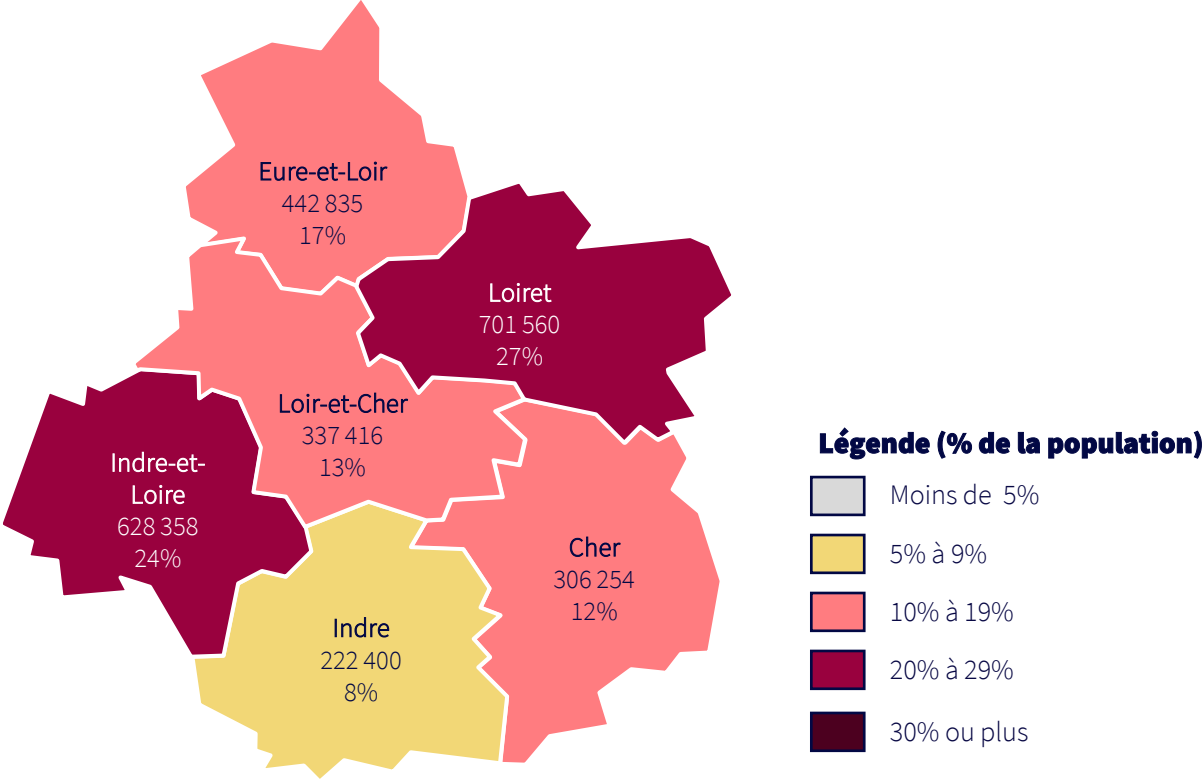 Eure-et-Loir
442 835
17%
Loiret
701 560
27%
Loir-et-Cher
337 416
13%
Indre-et-
Loire
628 358
24%
Cher
306 254
12%
Indre
222 400
8%
Légende (% de la population)
Moins de 5%
5% à 9%
10% à 19%
20% à 29%
30% ou plus